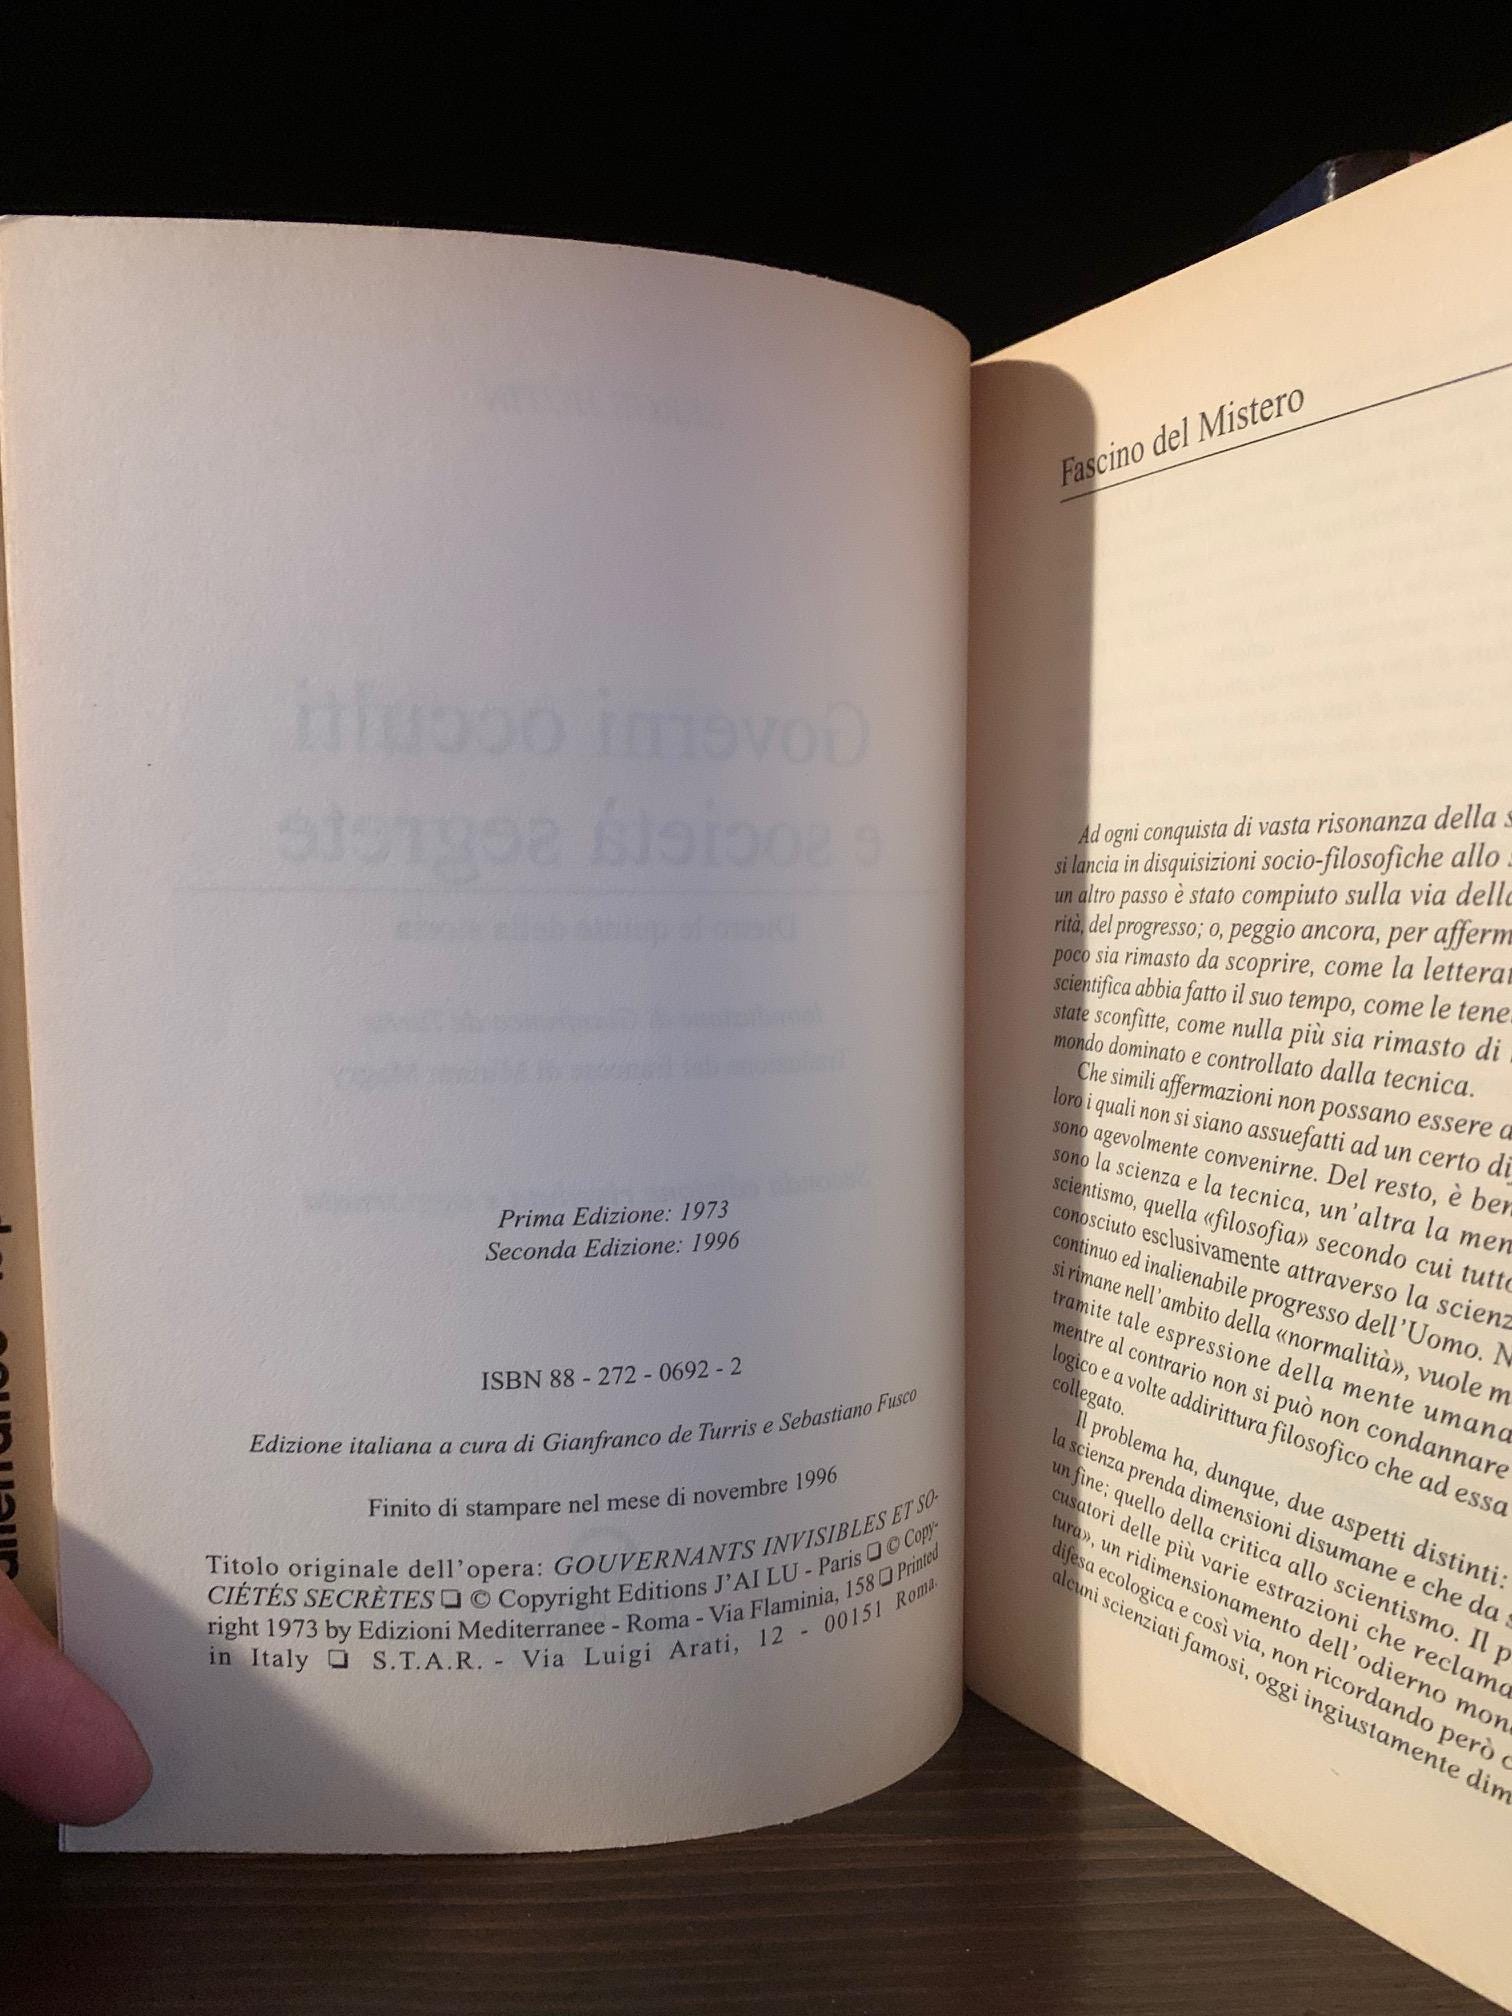 Governi occulti
e società segrete
Prima Edizione: 1973
Seconda Edizione: 1996
ISBN 88 - 272 - 0692 - 2
Edizione italiana a cura di Gianfranco de Turris e Sebastiano Fusco
Finito di stampare nel mese di novembre 1996
Titolo originale dell'opera: GOUVERNANTS INVISIBLES ET SO-
CIÉTÉS SECRÈTES ❑ © Copyright Editions J'AI LU - Paris ❑ © Copy-
right 1973 by Edizioni Mediterranee - Roma - Via Flaminia, 158 ❑ Printed
in Italy ❑ S.T.A.R. - Via Luigi Arati, 12 - 00151 Roma.
Fascino del Mistero
Ad ogni conquista di vasta risonanza della
si lancia in disquisizioni socio-filosofiche allo
un altro passo è stato compiuto sulla via della
rità, del progresso; o, peggio ancora, per afferm
poco sia rimasto da scoprire, come la letterat
scientifica abbia fatto il suo tempo, come le tene
state sconfitte, come nulla più sia rimasto di
mondo dominato e controllato dalla tecnica.
Che simili affermazioni non possano essere
loro i quali non si siano assuefatti ad un certo di
sono agevolmente convenirne. Del resto, è ben
sono la scienza e la tecnica, un'altra la men
scientismo, quella «filosofia» secondo cui tutto
conosciuto esclusivamente attraverso la scienz
continuo ed inalienabile progresso dell'Uomo. N
si rimane nell'ambito della «normalità», vuole m
tramite tale espressione della mente umana
mentre al contrario non si può non condannare
logico e a volte addirittura filosofico che ad essa
collegato.
Il problema ha, dunque, due aspetti distinti:
la scienza prenda dimensioni disumane e che da s
un fine; quello della critica allo scientismo. Il p
cusatori delle più varie estrazioni che reclama
tura», un ridimensionamento dell'odierno mon
difesa ecologica e così via, non ricordando però c
alcuni scienziati famosi, oggi ingiustamente dim